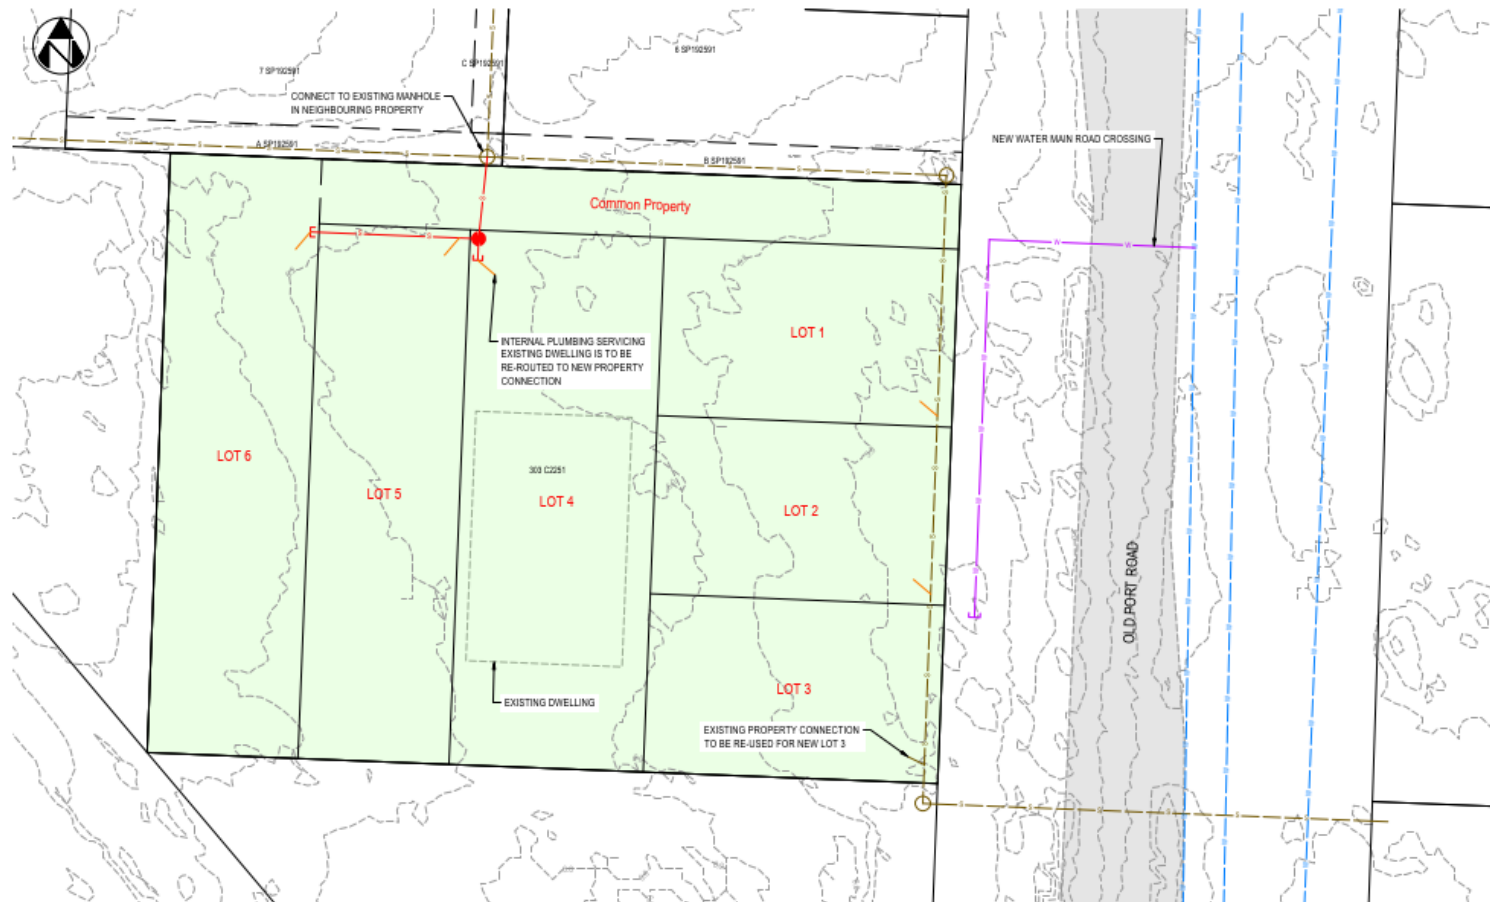 N
7 SP192591
C SP192591
6 SP192591
CONNECT TO EXISTING MANHOLE
IN NEIGHBOURING PROPERTY
A SP192591
B SP192591
NEW WATER MAIN ROAD CROSSING
Common Property
INTERNAL PLUMBING SERVICING
EXISTING DWELLING IS TO BE
RE-ROUTED TO NEW PROPERTY
CONNECTION
LOT 1
LOT 6
LOT 5
303 C2251
LOT 4
LOT 2
OLD PORT ROAD
LOT 3
EXISTING DWELLING
EXISTING PROPERTY CONNECTION
TO BE RE-USED FOR NEW LOT 3